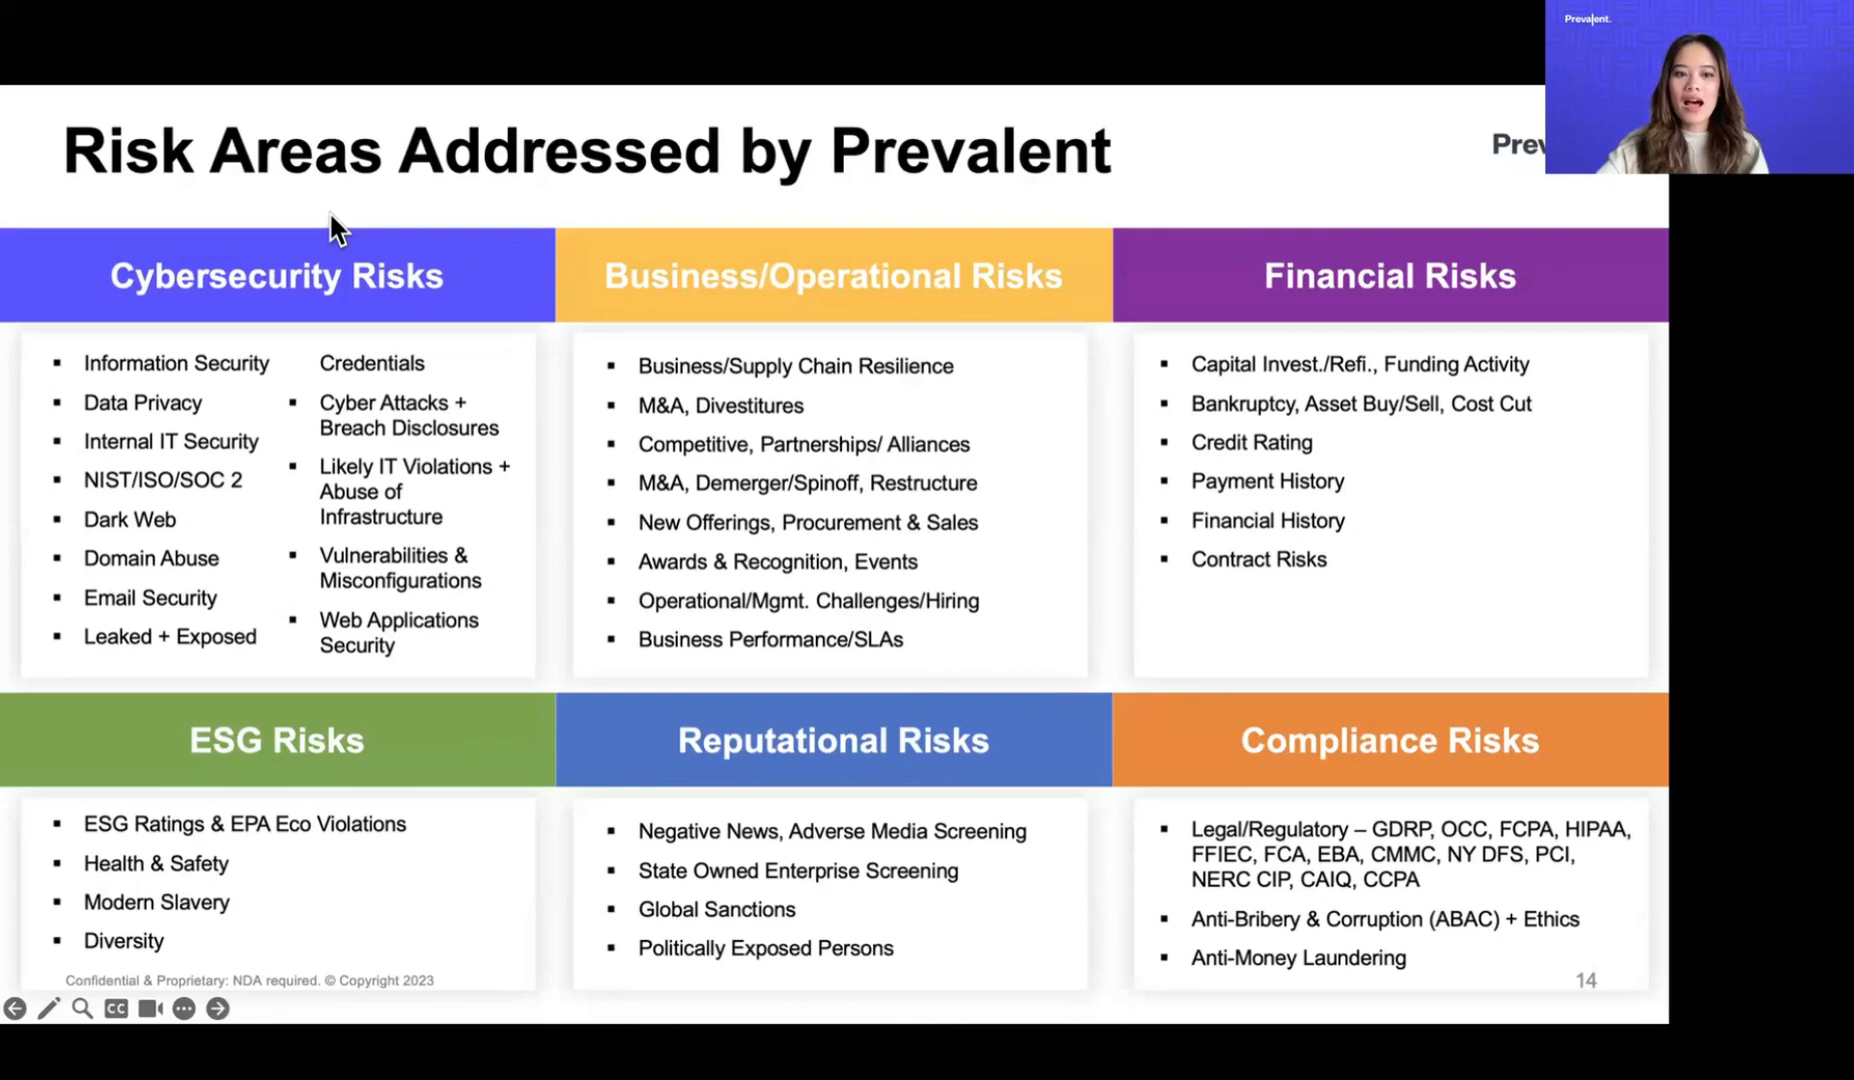 Prevalent.
Risk Areas Addressed by Prevalent
Prev
Cybersecurity Risks
Information Security
Data Privacy
Internal IT Security
NIST/ISO/SOC 2
Dark Web
Domain Abuse
Email Security
Leaked + Exposed
Credentials
Cyber Attacks +
Breach Disclosures
Likely IT Violations +
Abuse of
Infrastructure
Vulnerabilities &
Misconfigurations
Web Applications
Security
Business/Operational Risks
Business/Supply Chain Resilience
M&A, Divestitures
Competitive, Partnerships/ Alliances
M&A, Demerger/Spinoff, Restructure
New Offerings, Procurement & Sales
Awards & Recognition, Events
Operational/Mgmt. Challenges/Hiring
Business Performance/SLAs
Financial Risks
Capital Invest./Refi., Funding Activity
Bankruptcy, Asset Buy/Sell, Cost Cut
Credit Rating
Payment History
Financial History
Contract Risks
ESG Risks
ESG Ratings & EPA Eco Violations
Health & Safety
Modern Slavery
Diversity
Reputational Risks
Negative News, Adverse Media Screening
State Owned Enterprise Screening
Global Sanctions
Politically Exposed Persons
Compliance Risks
Legal/Regulatory – GDRP, OCC, FCPA, HIPAA,
FFIEC, FCA, EBA, CMMC, NY DFS, PCI,
NERC CIP, CAIQ, CCPA
Anti-Bribery & Corruption (ABAC) + Ethics
Anti-Money Laundering
Confidential & Proprietary: NDA required. © Copyright 2023
14
CC